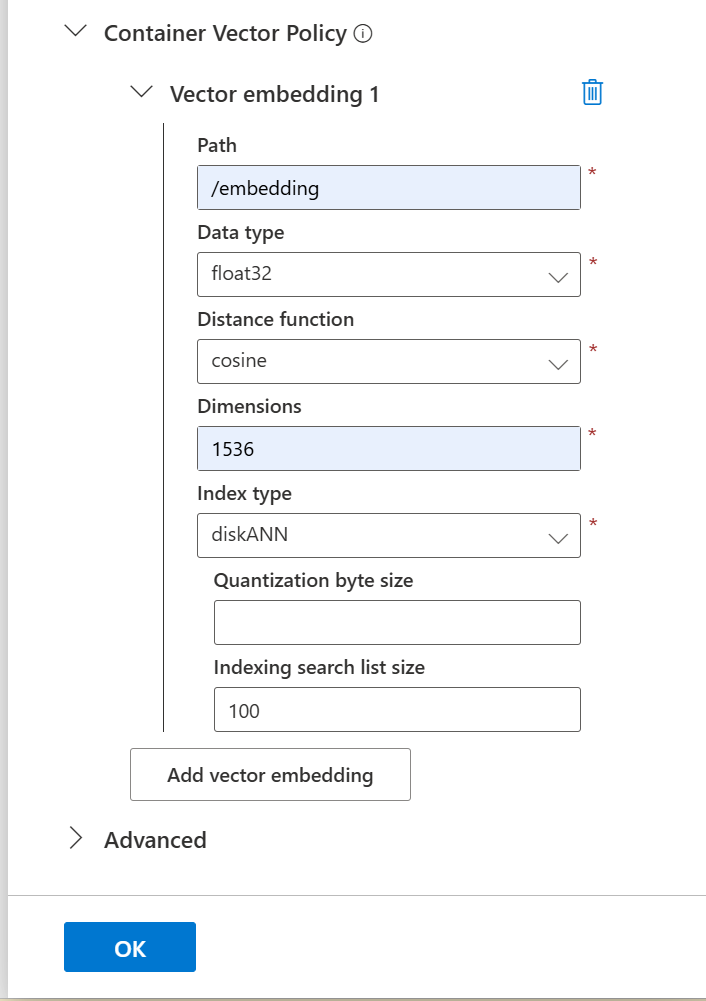 Container Vector Policy
Vector embedding 1
Path
/embedding *
Data type
float32 *
Distance function
cosine *
Dimensions
1536 *
Index type
diskANN *
Quantization byte size
Indexing search list size
100
Add vector embedding
Advanced
OK